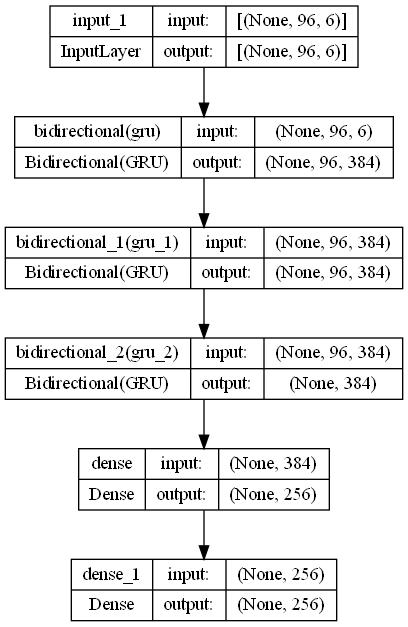 input_1 input: [(None, 96, 6)]
InputLayer output: [(None, 96, 6)]
bidirectional(gru) input: (None, 96, 6)
Bidirectional(GRU) output: (None, 96, 384)
bidirectional_1(gru_1) input: (None, 96, 384)
Bidirectional(GRU) output: (None, 96, 384)
bidirectional_2(gru_2) input: (None, 96, 384)
Bidirectional(GRU) output: (None, 384)
dense input: (None, 384)
Dense output: (None, 256)
dense_1 input: (None, 256)
Dense output: (None, 256)